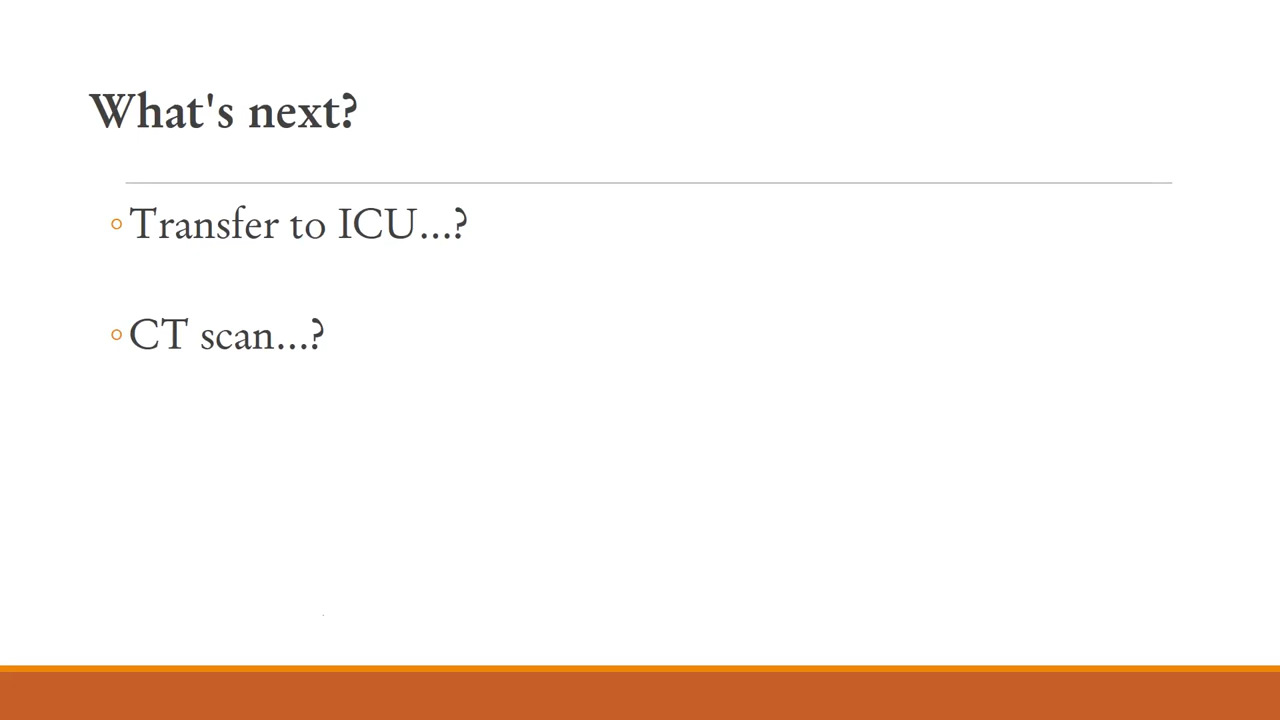 What's next?
◦Transfer to ICU...?
◦CT scan...?